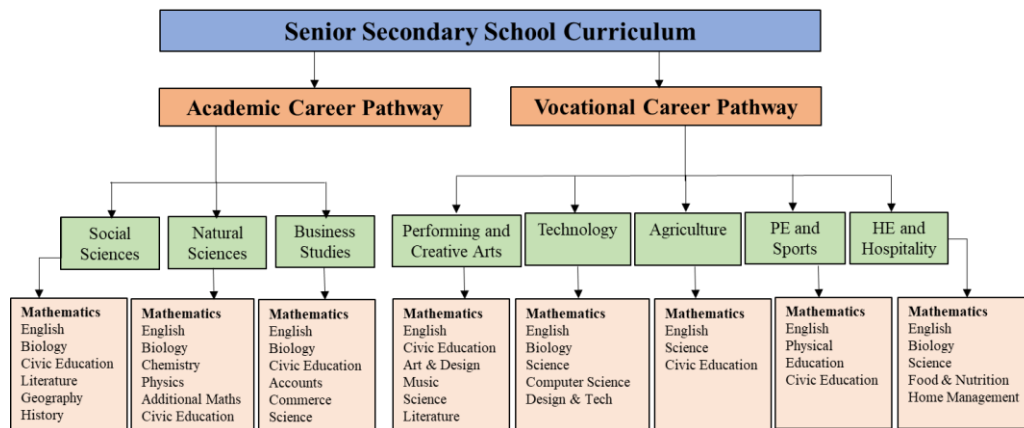 Senior Secondary School Curriculum
Academic Career Pathway
Vocational Career Pathway
Social
Sciences
Natural
Sciences
Business
Studies
Performing and
Creative Arts
Technology
Agriculture
PE and
Sports
HE and
Hospitality
Mathematics
English
Biology
Civic Education
Literature
Geography
History
Mathematics
English
Biology
Chemistry
Physics
Additional Maths
Civic Education
Mathematics
English
Biology
Civic Education
Accounts
Commerce
Science
Mathematics
English
Civic Education
Art & Design
Music
Science
Literature
Mathematics
English
Biology
Science
Computer Science
Design & Tech
Mathematics
English
Science
Civic Education
Mathematics
English
Physical
Education
Civic Education
Mathematics
English
Biology
Science
Food & Nutrition
Home Management